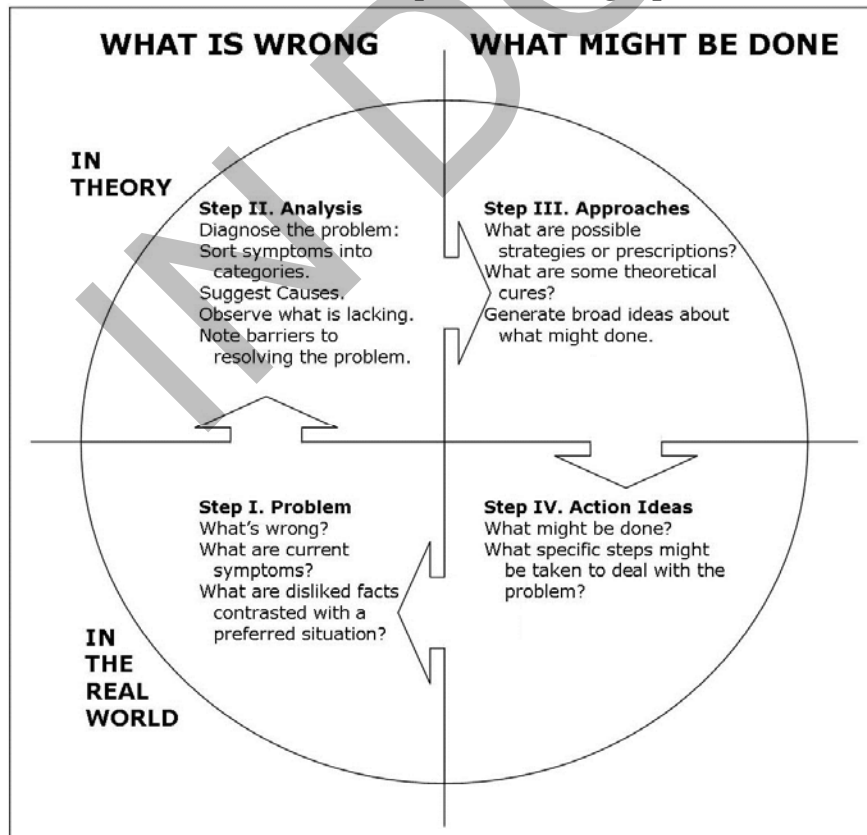 WHAT IS WRONG
WHAT MIGHT BE DONE
IN
THEORY
Step II. Analysis
Diagnose the problem:
Sort symptoms into
categories.
Suggest Causes.
Observe what is lacking.
Note barriers to
resolving the problem.
Step III. Approaches
What are possible
strategies or prescriptions?
What are some theoretical
cures?
Generate broad ideas about
what might done.
Step I. Problem
What's wrong?
What are current
symptoms?
What are disliked facts
contrasted with a
preferred situation?
Step IV. Action Ideas
What might be done?
What specific steps might
be taken to deal with the
problem?
IN
THE
REAL
WORLD